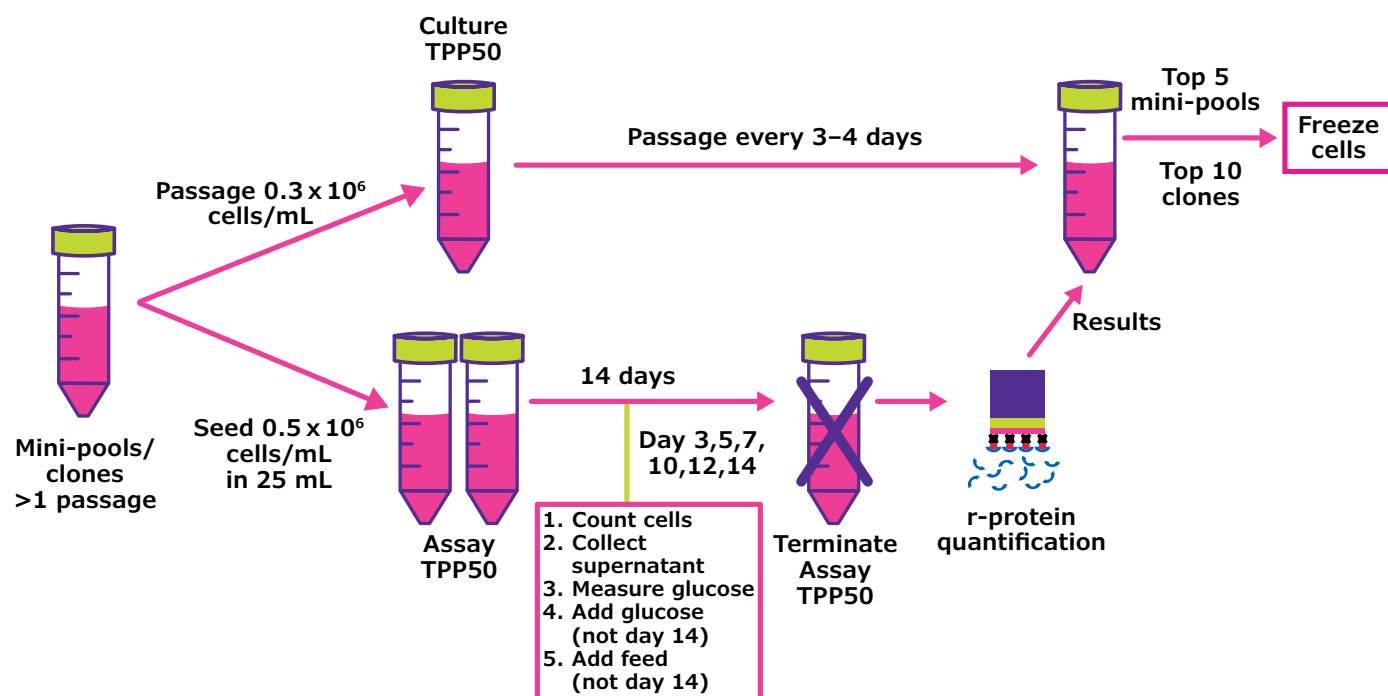 Culture
TPP50
Passage 0.3 x 10⁶
cells/mL
Passage every 3–4 days
Top 5
mini-pools
Top 10
clones
Freeze
cells
Mini-pools/
clones
>1 passage
Seed 0.5 x 10⁶
cells/mL
in 25 mL
Assay
TPP50
14 days
Day 3,5,7,
10,12,14
1. Count cells
2. Collect
supernatant
3. Measure glucose
4. Add glucose
(not day 14)
5. Add feed
(not day 14)
Terminate
Assay
TPP50
r-protein
quantification
Results